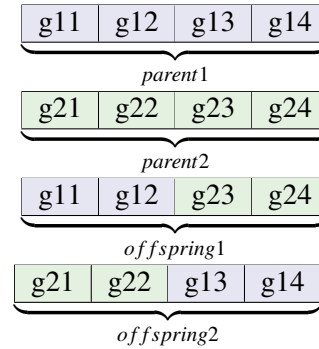 g11 g12 g13 g14
parent1
g21 g22 g23 g24
parent2
g11 g12 g23 g24
offspring1
g21 g22 g13 g14
offspring2